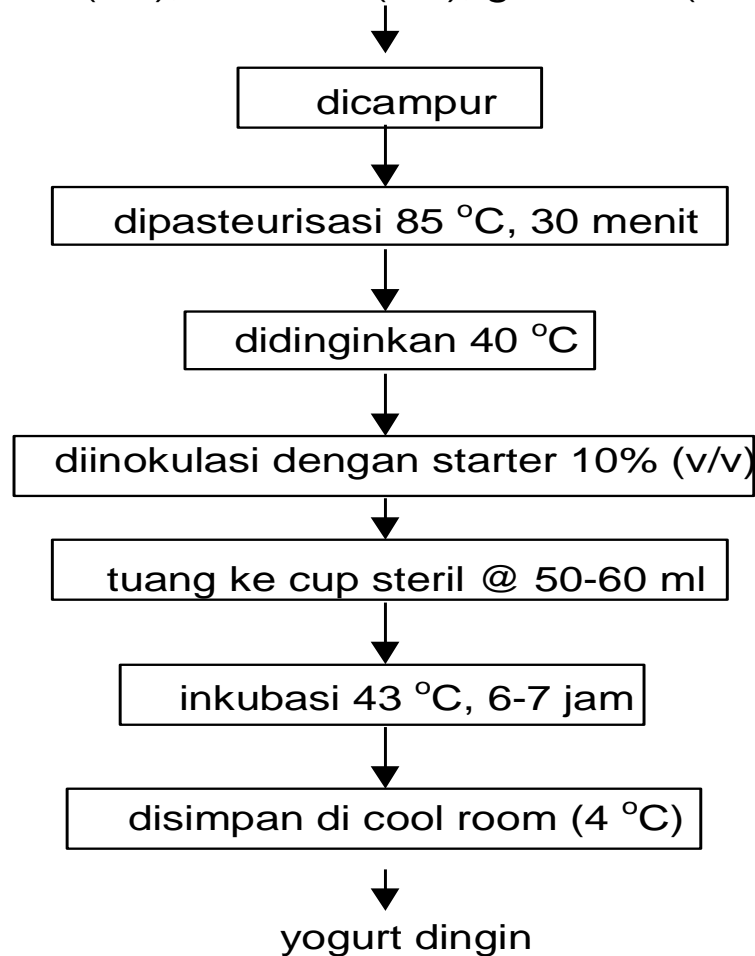 dicampur
dipasteurisasi 85 °C, 30 menit
didinginkan 40 °C
diinokulasi dengan starter 10% (v/v)
tuang ke cup steril @ 50-60 ml
inkubasi 43 °C, 6-7 jam
disimpan di cool room (4 °C)
yogurt dingin